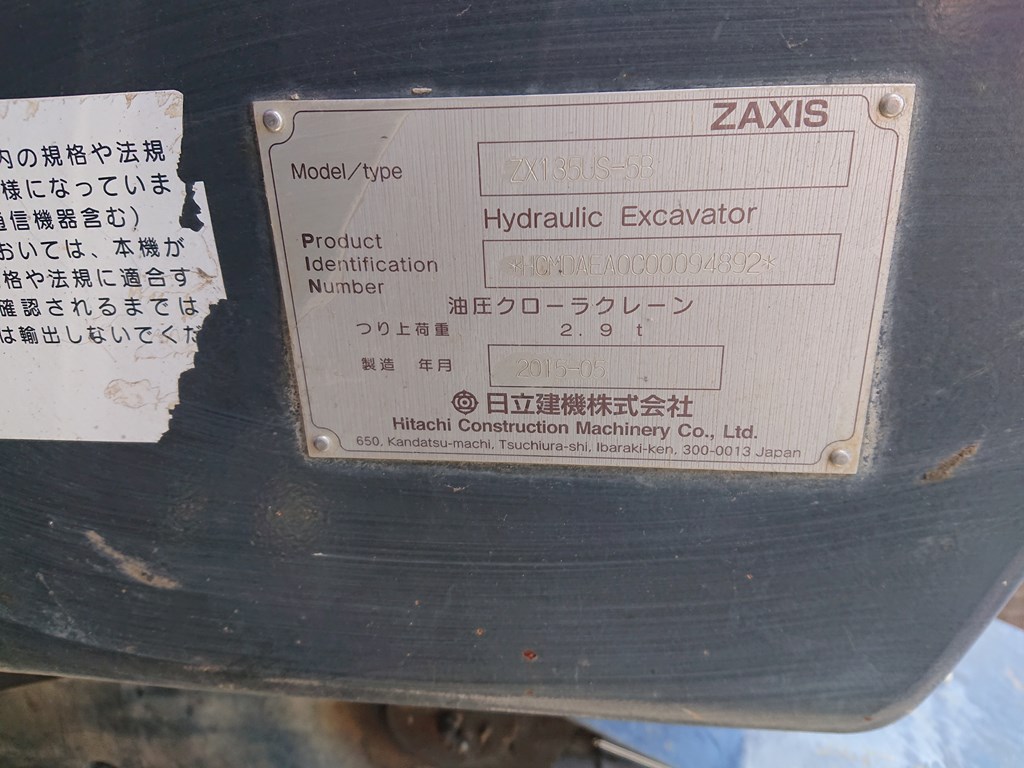 内の規格や法規
様になっていま
通信機器含む)
おいては、本機が
格や法規に適合す
確認されるまでは
は輸出しないでくだ
ZAXIS
Model/type ZX135US-5B
Hydraulic Excavator
Product
Identification
Number
*HCMDAEA0C00094892*
油圧クローラクレーン
つり上荷重 2.9 t
製造 年月 2015-05
日立建機株式会社
Hitachi Construction Machinery Co., Ltd.
650, Kandatsu-machi, Tsuchiura-shi, Ibaraki-ken, 300-0013 Japan